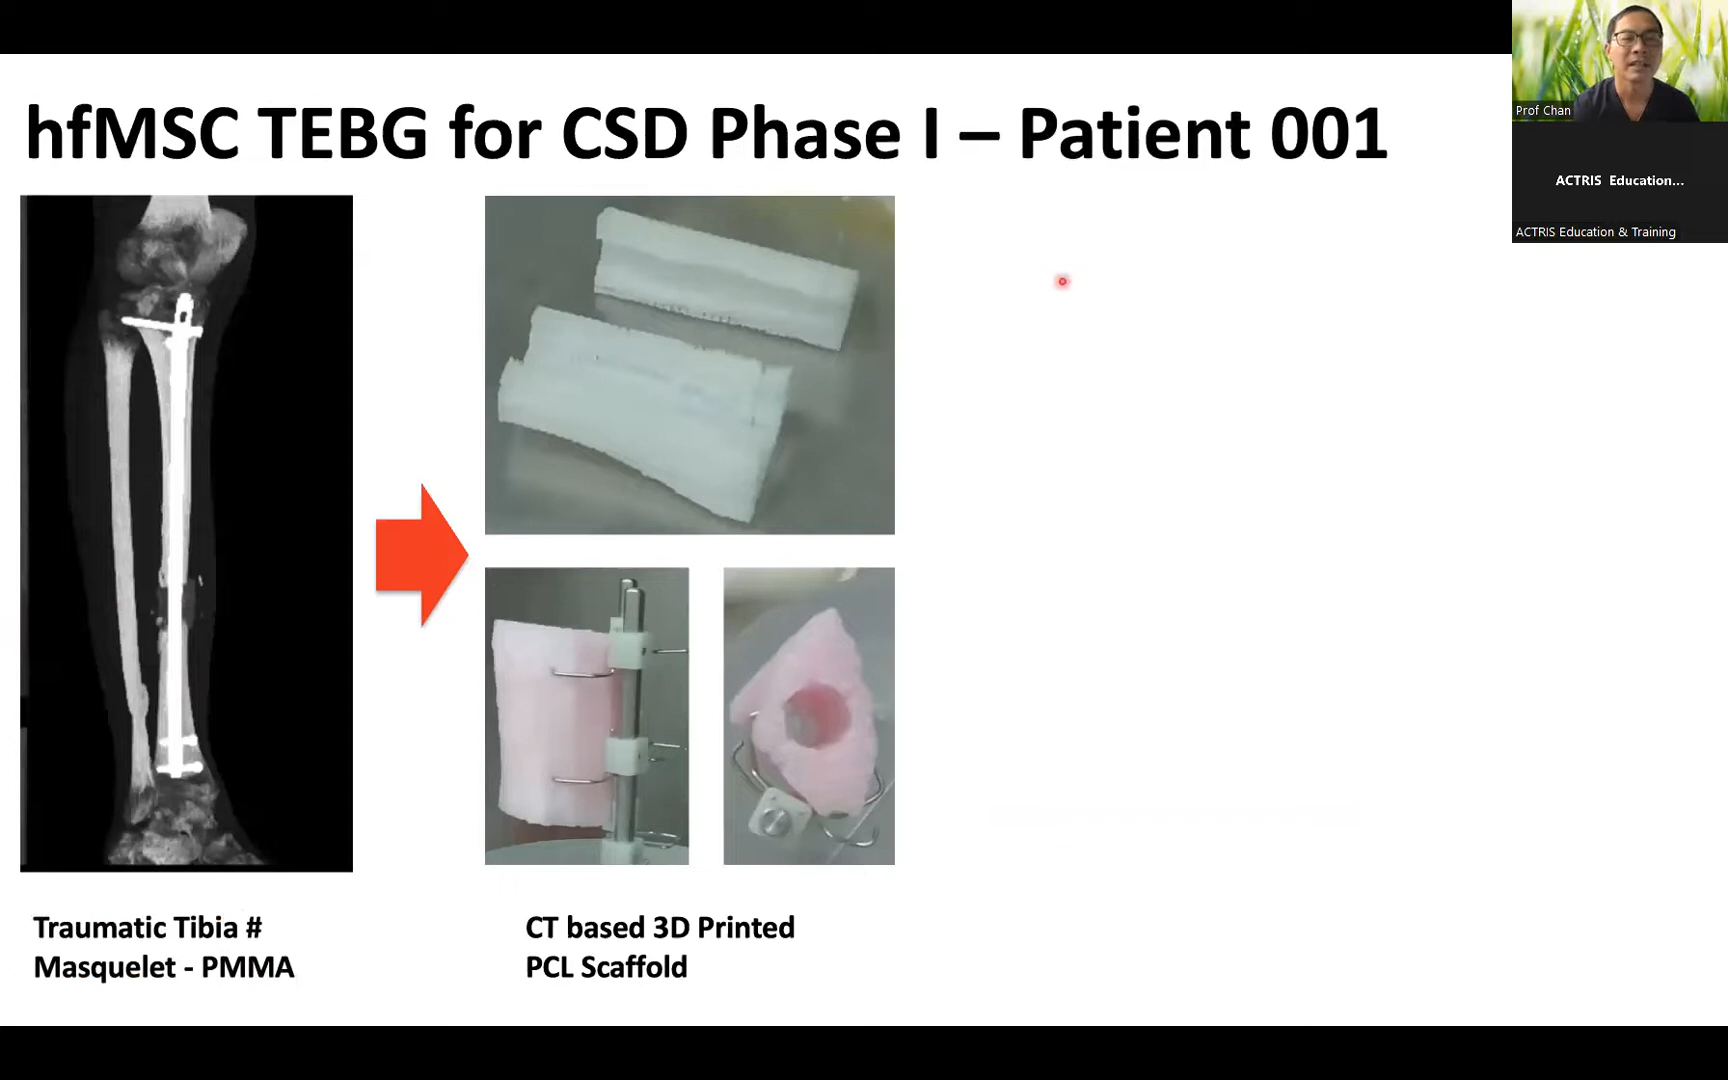 hfMSC TEBG for CSD Phase I – Patient 001
Prof Chan
ACTRIS Education...
ACTRIS Education & Training
Traumatic Tibia #
Masquelet - PMMA
CT based 3D Printed
PCL Scaffold